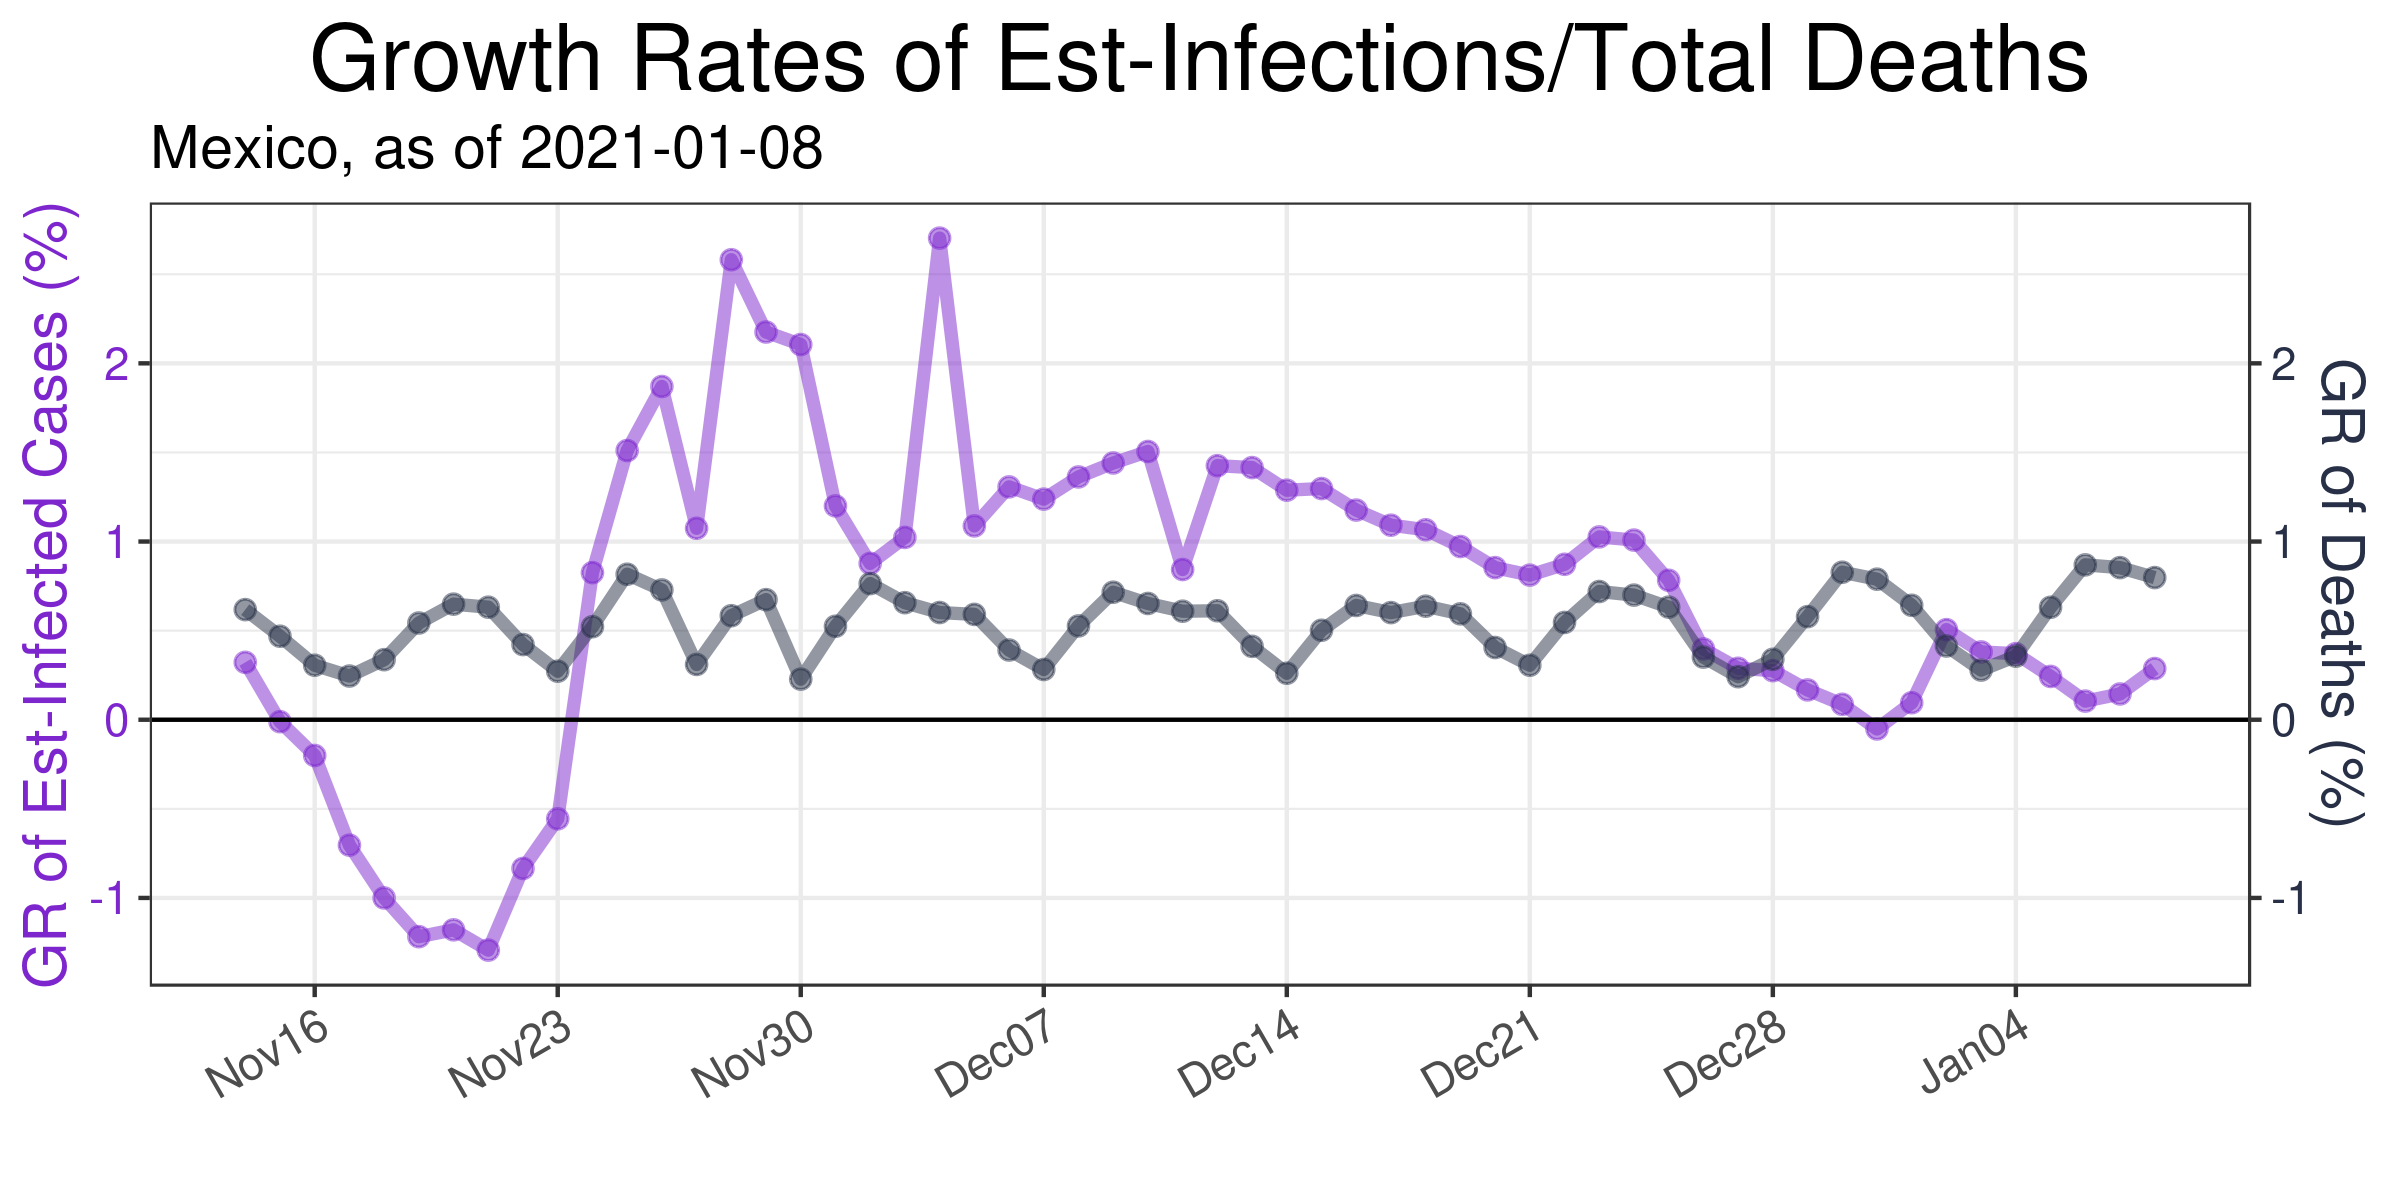 Growth Rates of Est-Infections/Total Deaths
Mexico, as of 2021-01-08
GR of Est-Infected Cases (%)
2
1
0
-1
2
1
0
-1
GR of Deaths (%)
Nov16
Nov23
Nov30
Dec07
Dec14
Dec21
Dec28
Jan04